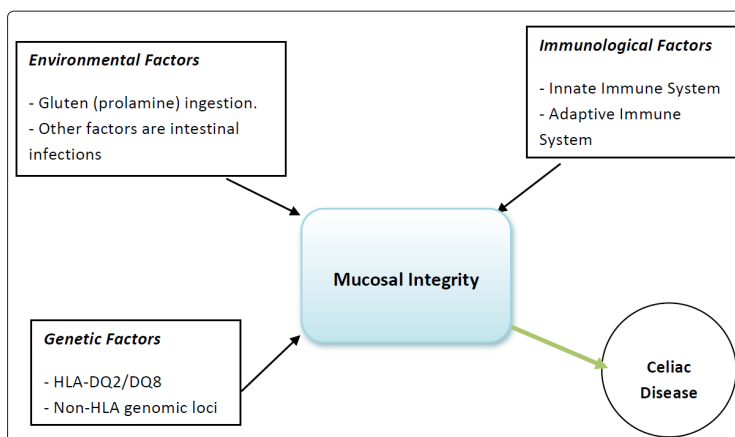 Environmental Factors
- Gluten (prolamine) ingestion.
- Other factors are intestinal
infections
Immunological Factors
- Innate Immune System
- Adaptive Immune
System
Mucosal Integrity
Genetic Factors
- HLA-DQ2/DQ8
- Non-HLA genomic loci
Celiac
Disease